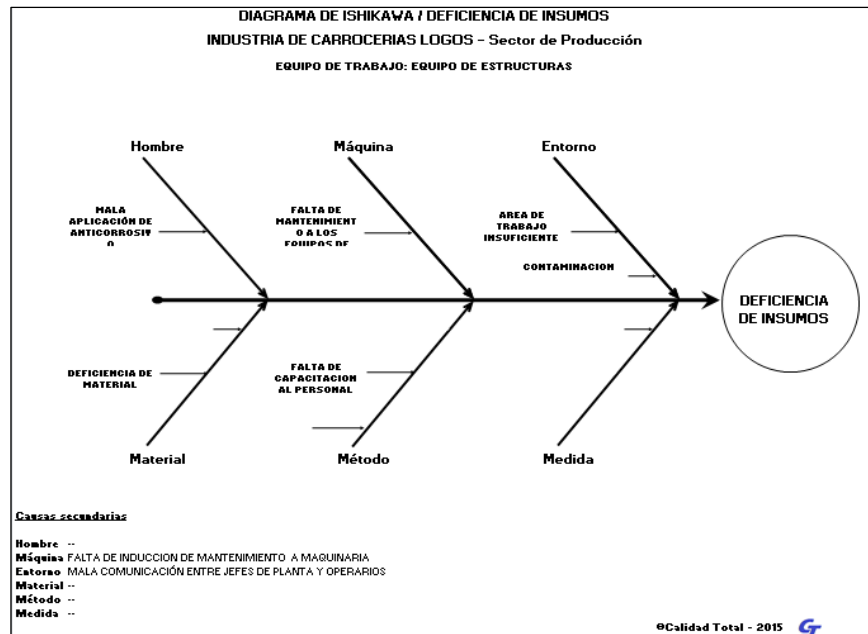 DIAGRAMA DE ISHIKAWA / DEFICIENCIA DE INSUMOS
INDUSTRIA DE CARROCERIAS LOGOS – Sector de Producción
EQUIPO DE TRABAJO: EQUIPO DE ESTRUCTURAS
Hombre
Máquina
Entorno
MALA
APLICACIÓN DE
ANTICORROSIV
O
FALTA DE
MANTENIMIENT
O A LOS
EQUIPOS DE
AREA DE
TRABAJO
INSUFICIENTE
CONTAMINACION
DEFICIENCIA
DE INSUMOS
DEFICIENCIA DE
MATERIAL
FALTA DE
CAPACITACION
AL PERSONAL
Material
Método
Medida
Causas secundarias
Hombre --
Máquina FALTA DE INDUCCION DE MANTENIMIENTO A MAQUINARIA
Entorno MALA COMUNICACIÓN ENTRE JEFES DE PLANTA Y OPERARIOS
Material --
Método --
Medida --
©Calidad Total - 2015 CT